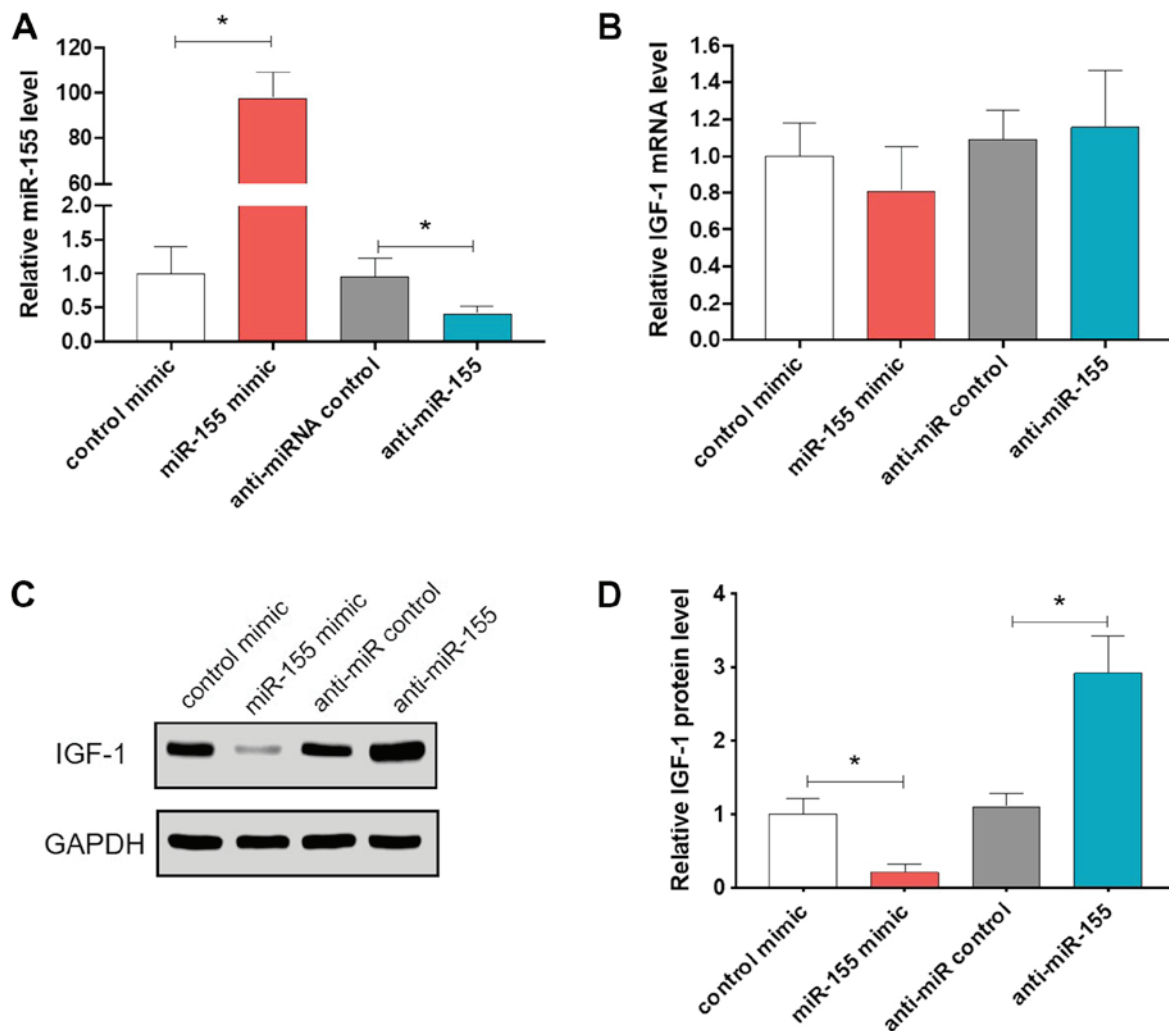 A
Relative miR-155 level
120
100
80
60
2.0
1.5
1.0
0.5
0.0
*
*
control mimic
miR-155 mimic
anti-miRNA control
anti-miR-155
B
Relative IGF-1 mRNA level
1.6
1.4
1.2
1.0
0.8
0.6
0.4
0.2
0.0
control mimic
miR-155 mimic
anti-miR control
anti-miR-155
C
control mimic
miR-155 mimic
anti-miR control
anti-miR-155
IGF-1
GAPDH
D
Relative IGF-1 protein level
4
3
2
1
0
*
*
control mimic
miR-155 mimic
anti-miR control
anti-miR-155